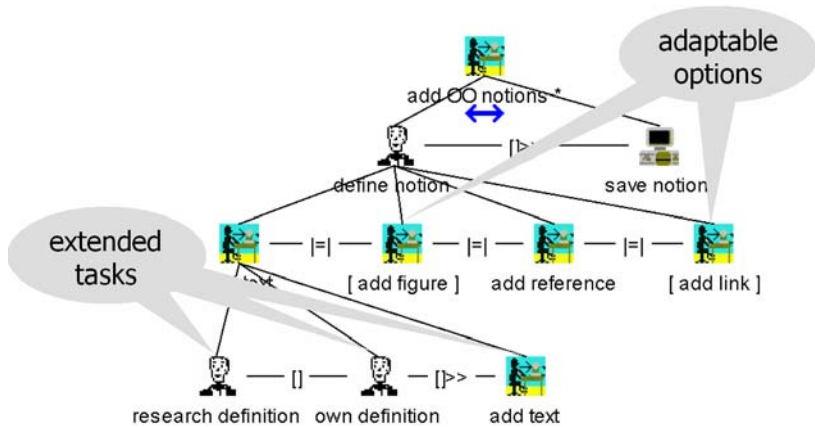 adaptable
options
add OO notions *
[]>
define notion
save notion
extended
tasks
|=|
|=|
|=|
text
[ add figure ]
add reference
[ add link ]
[]
[]>>
research definition
own definition
add text